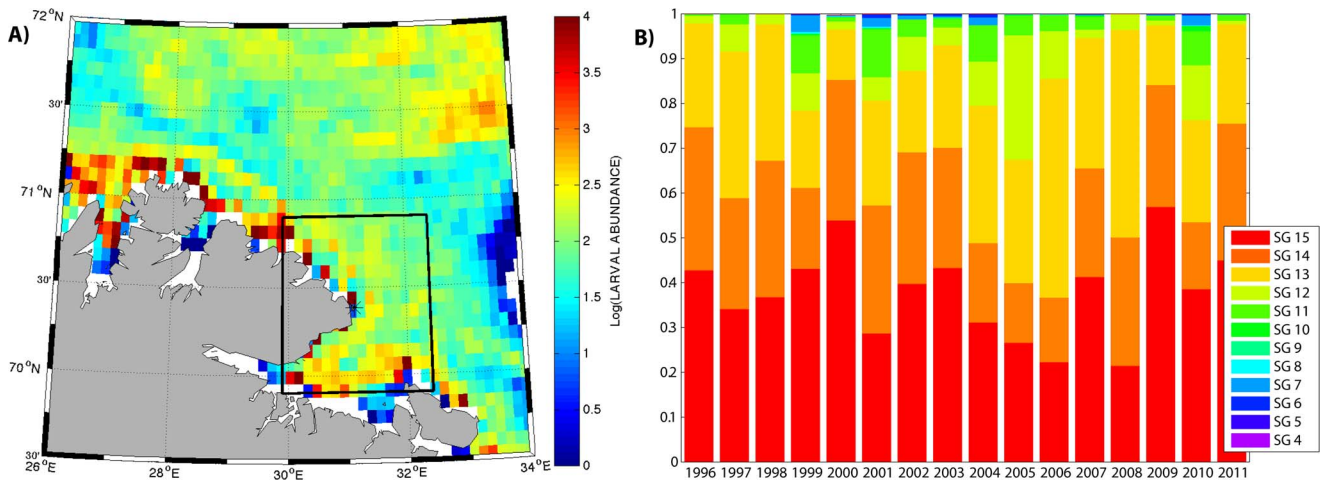 A)
72°N
30'
71°N
30'
70°N
30'
26°E
28°E
30°E
32°E
34°E
4
3.5
3
2.5
2
1.5
1
0.5
0
Log(LARVAL ABUNDANCE)
B)
1
0.9
0.8
0.7
0.6
0.5
0.4
0.3
0.2
0.1
0
1996 1997 1998 1999 2000 2001 2002 2003 2004 2005 2006 2007 2008 2009 2010 2011
SG 15
SG 14
SG 13
SG 12
SG 11
SG 10
SG 9
SG 8
SG 7
SG 6
SG 5
SG 4